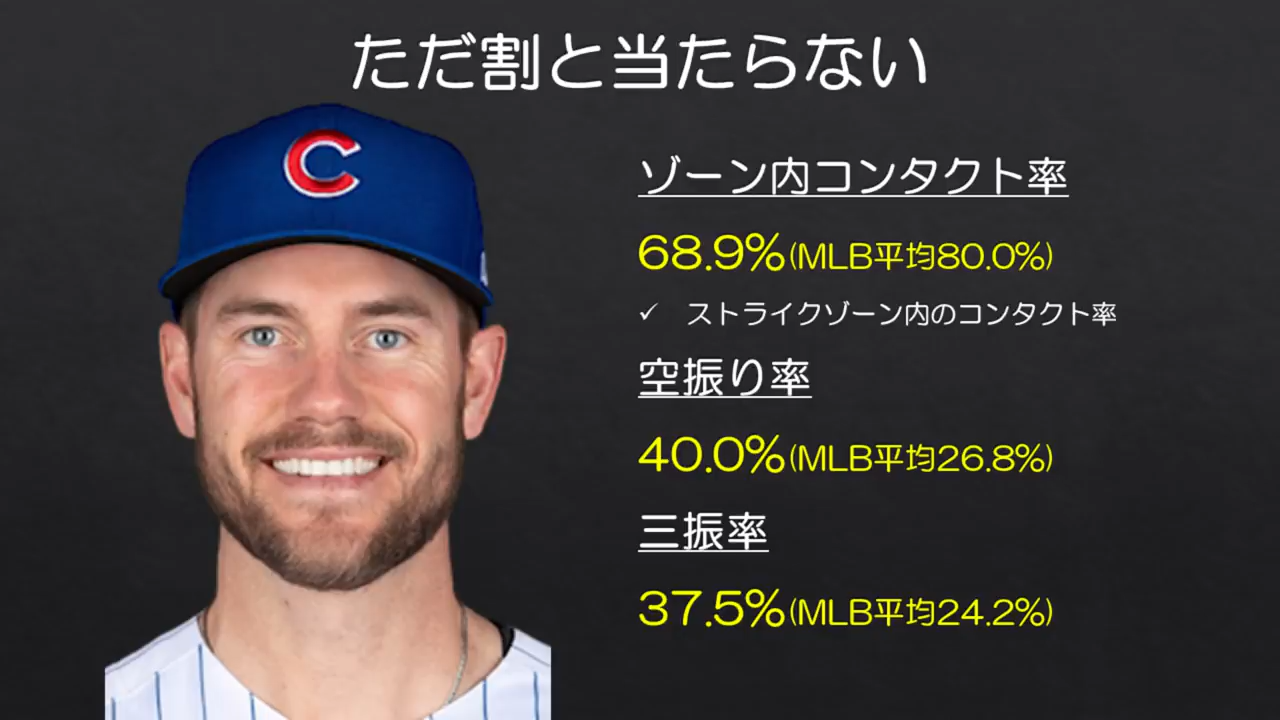 ただ割と当たらない
C
ゾーン内コンタクト率
68.9%(MLB平均80.0%)
✓ ストライクゾーン内のコンタクト率
空振り率
40.0%(MLB平均26.8%)
三振率
37.5%(MLB平均24.2%)